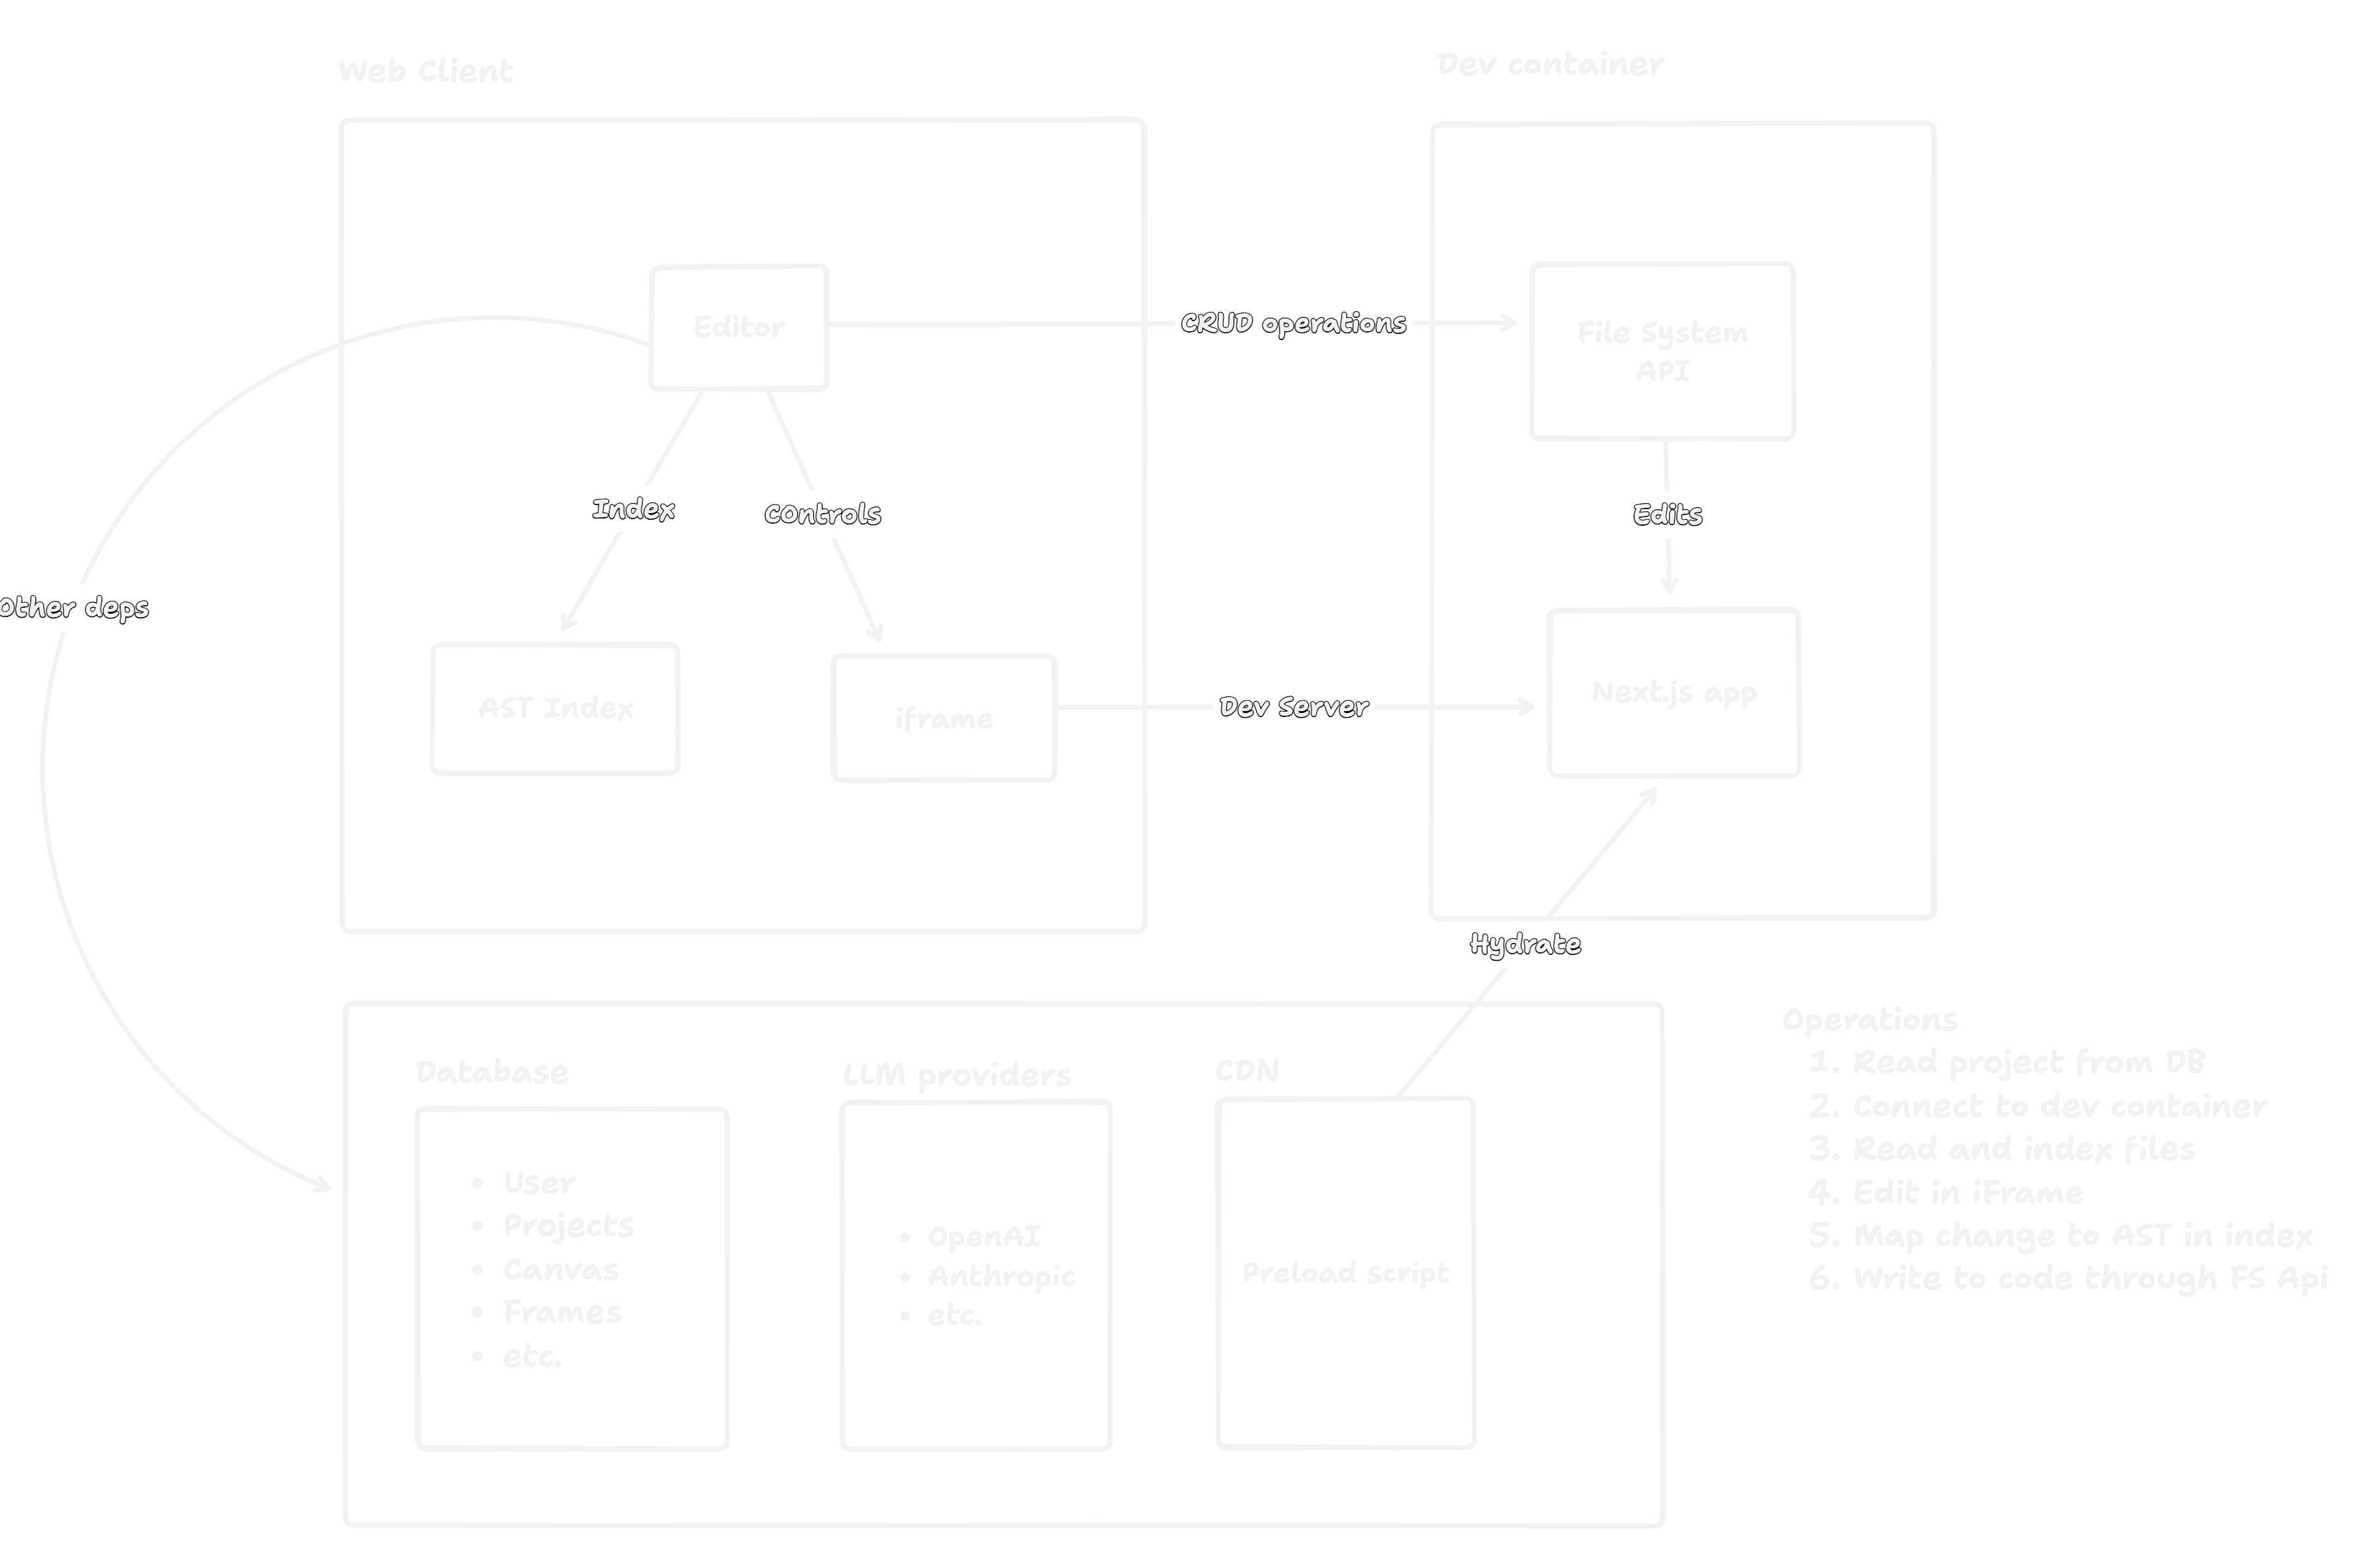 Web Client
Dev container
Editor
CRUD operations
File System
API
Index
Controls
Edits
Other deps
AST Index
iframe
Dev Server
Next.js app
Hydrate
Database
LLM providers
CDN
• User
• Projects
• Canvas
• Frames
• etc.
• OpenAI
• Anthropic
• etc.
Preload script
Operations
1. Read project from DB
2. Connect to dev container
3. Read and index files
4. Edit in iFrame
5. Map change to AST in index
6. Write to code through FS Api